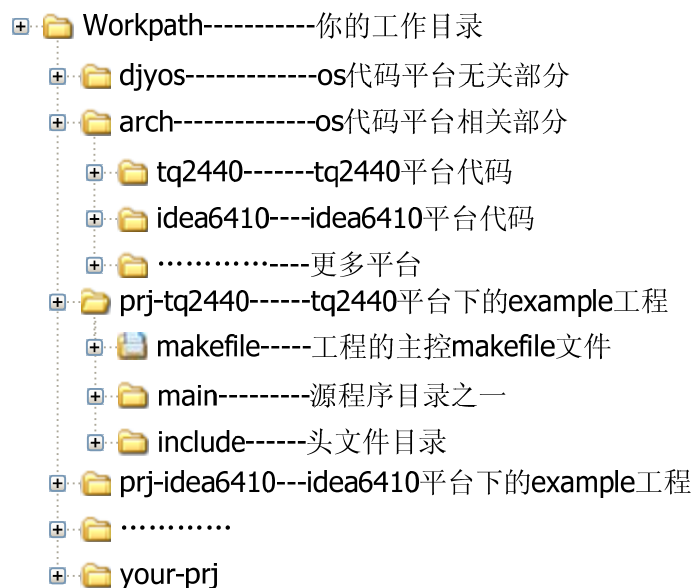 Workpath-----------你的工作目录
djyos-------------os代码平台无关部分
arch--------------os代码平台相关部分
tq2440-------tq2440平台代码
idea6410----idea6410平台代码
…………----更多平台
prj-tq2440------tq2440平台下的example工程
makefile-----工程的主控makefile文件
main---------源程序目录之一
include------头文件目录
prj-idea6410---idea6410平台下的example工程
…………
your-prj